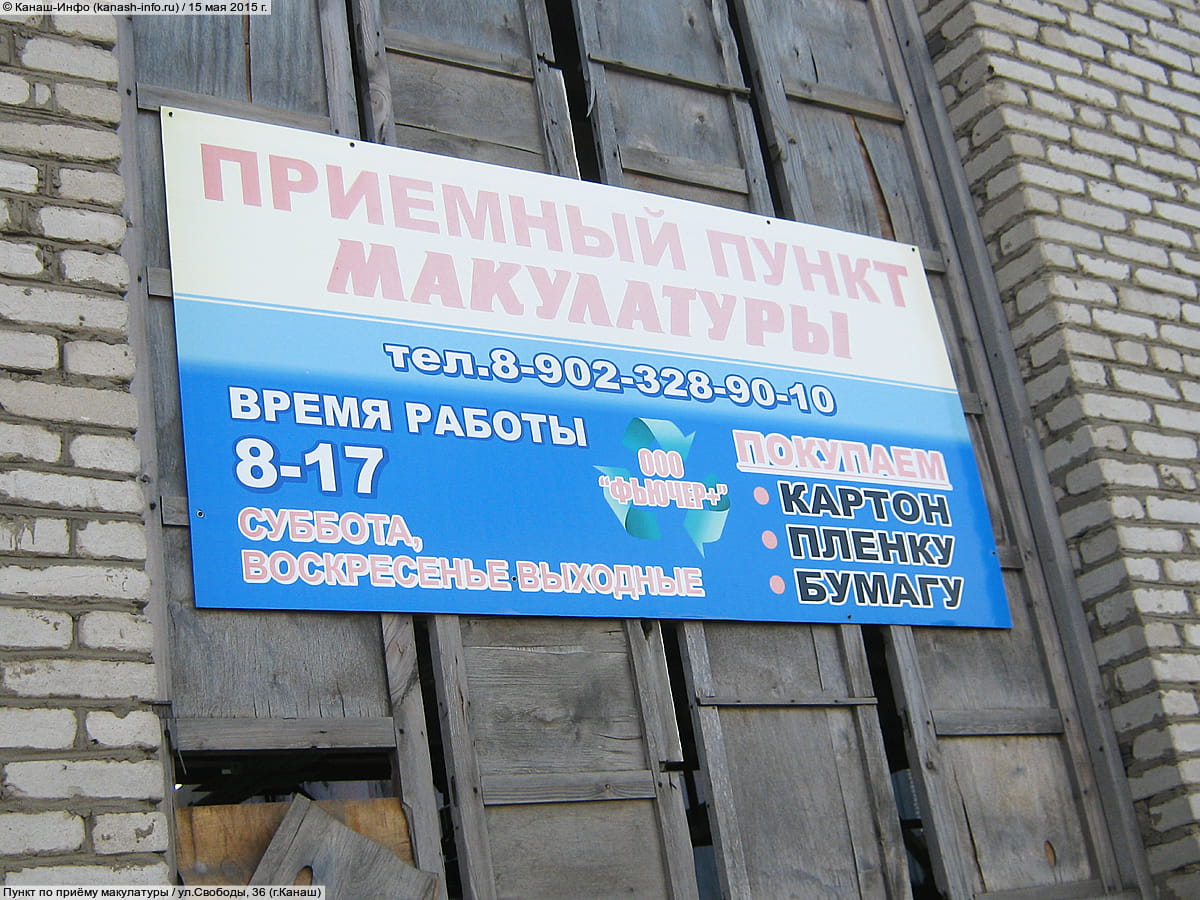 © Канаш-Инфо (kanash-info.ru) / 15 мая 2015 г.
ПРИЕМНЫЙ ПУНКТ
МАКУЛАТУРЫ
тел.8-902-328-90-10
ВРЕМЯ РАБОТЫ
8-17
СУББОТА,
ВОСКРЕСЕНЬЕ ВЫХОДНЫЕ
ООО
“ФЬЮЧЕР+”
ПОКУПАЕМ
• КАРТОН
• ПЛЕНКУ
• БУМАГУ
Пункт по приёму макулатуры / ул.Свободы, 36 (г.Канаш)